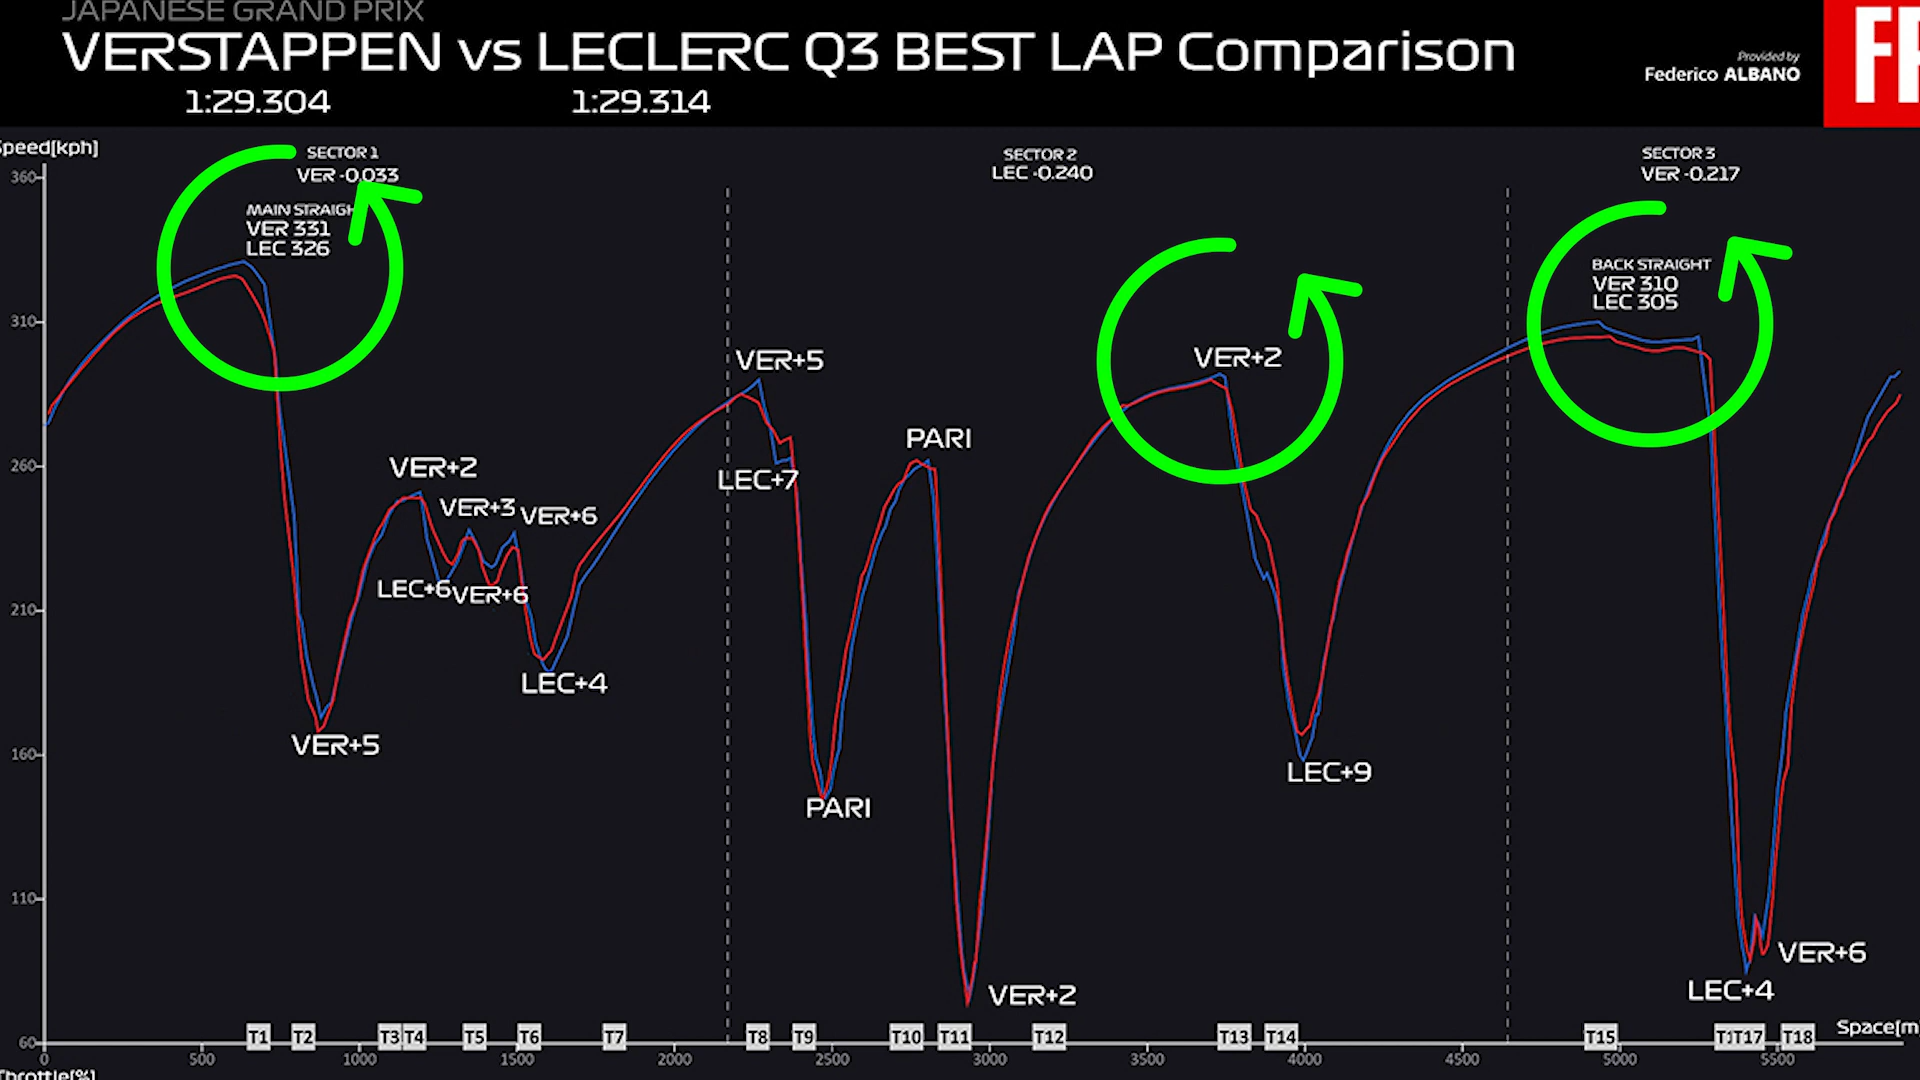 JAPANESE GRAND PRIX
VERSTAPPEN vs LECLERC Q3 BEST LAP Comparison
1:29.304 1:29.314
Provided by
Federico ALBANO
FP
Speed[kph]
SECTOR 1
VER -0.033
SECTOR 2
LEC -0.240
SECTOR 3
VER -0.217
MAIN STRAIGH
VER 331
LEC 326
BACK STRAIGHT
VER 310
LEC 305
360
310
260
210
160
110
60
VER+5
VER+2
PARI
VER+2
LEC+7
VER+3
VER+6
LEC+6
VER+6
LEC+4
VER+5
LEC+9
PARI
VER+6
LEC+4
VER+2
T1 T2 T3 T4 T5 T6 T7 T8 T9 T10 T11 T12 T13 T14 T15 T17 T18
Space[m
0 500 1000 1500 2000 2500 3000 3500 4000 4500 5000 5500
Throttle[%]